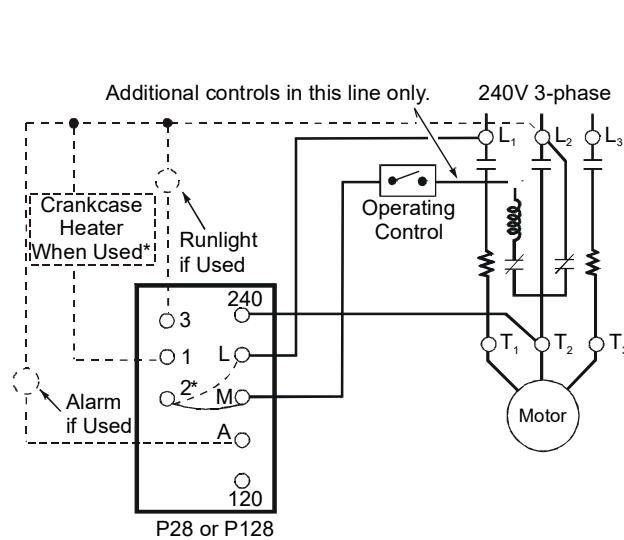 Additional controls in this line only.
240V 3-phase
L1
L2
L3
Crankcase
Heater
When Used*
Operating
Control
Runlight
if Used
240
3
1
L
2*
M
T1
T2
T3
Alarm
if Used
A
Motor
120
P28 or P128